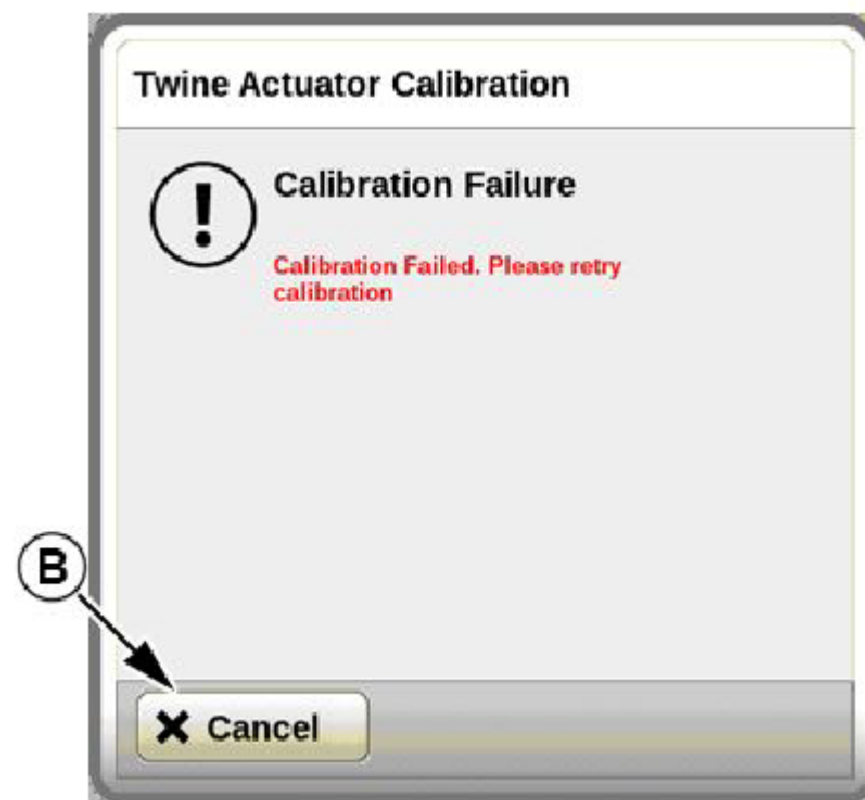 Twine Actuator Calibration
!
Calibration Failure
Calibration Failed. Please retry
calibration
B
Cancel